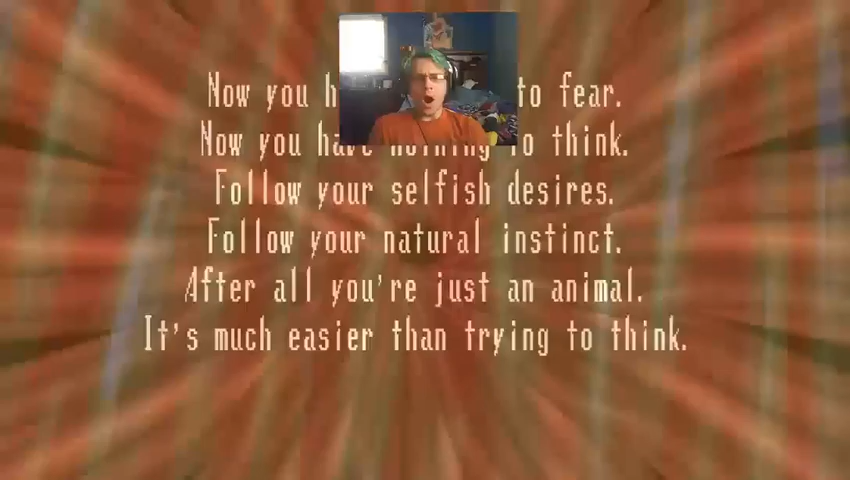 Now you h to fear.
Now you have nothing to think.
Follow your selfish desires.
Follow your natural instinct.
After all you're just an animal.
It's much easier than trying to think.